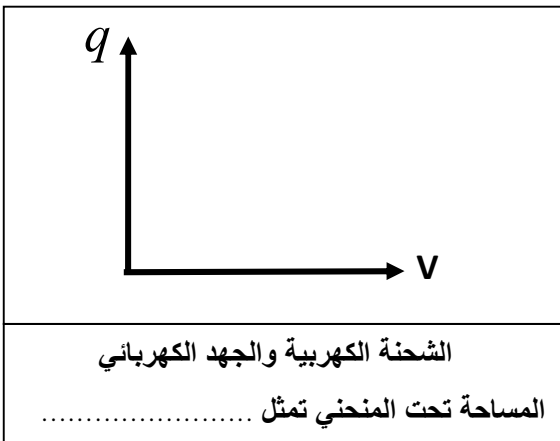 q
V
الشحنة الكهربية والجهد الكهربائي
المساحة تحت المنحني تمثل ........................